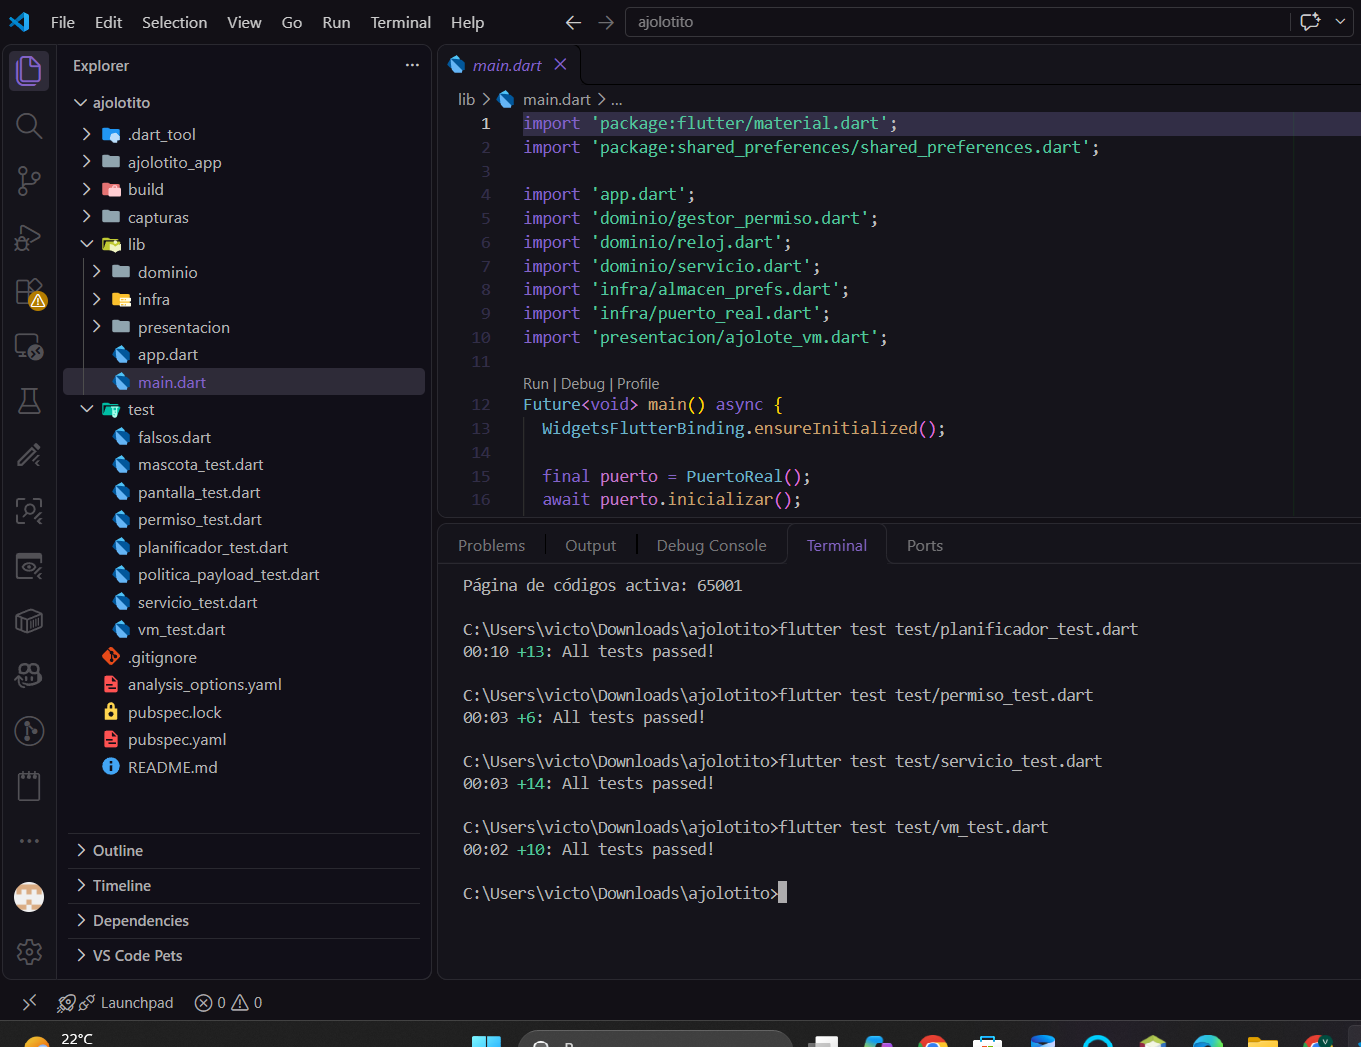 File Edit Selection View Go Run Terminal Help
ajolotito
Explorer
ajolotito
.dart_tool
ajolotito_app
build
capturas
lib
dominio
infra
presentacion
app.dart
main.dart
test
falsos.dart
mascota_test.dart
pantalla_test.dart
permiso_test.dart
planificador_test.dart
politica_payload_test.dart
servicio_test.dart
vm_test.dart
.gitignore
analysis_options.yaml
pubspec.lock
pubspec.yaml
README.md
Outline
Timeline
Dependencies
VS Code Pets
main.dart
lib > main.dart > ...
1 import 'package:flutter/material.dart';
2 import 'package:shared_preferences/shared_preferences.dart';
3
4 import 'app.dart';
5 import 'dominio/gestor_permiso.dart';
6 import 'dominio/reloj.dart';
7 import 'dominio/servicio.dart';
8 import 'infra/almacen_prefs.dart';
9 import 'infra/puerto_real.dart';
10 import 'presentacion/ajolote_vm.dart';
11
Run | Debug | Profile
12 Future<void> main() async {
13 WidgetsFlutterBinding.ensureInitialized();
14
15 final puerto = PuertoReal();
16 await puerto.inicializar();
Problems Output Debug Console Terminal Ports
Página de códigos activa: 65001
C:\Users\victo\Downloads\ajolotito>flutter test test/planificador_test.dart
00:10 +13: All tests passed!
C:\Users\victo\Downloads\ajolotito>flutter test test/permiso_test.dart
00:03 +6: All tests passed!
C:\Users\victo\Downloads\ajolotito>flutter test test/servicio_test.dart
00:03 +14: All tests passed!
C:\Users\victo\Downloads\ajolotito>flutter test test/vm_test.dart
00:02 +10: All tests passed!
C:\Users\victo\Downloads\ajolotito>
Launchpad 0 0
22°C